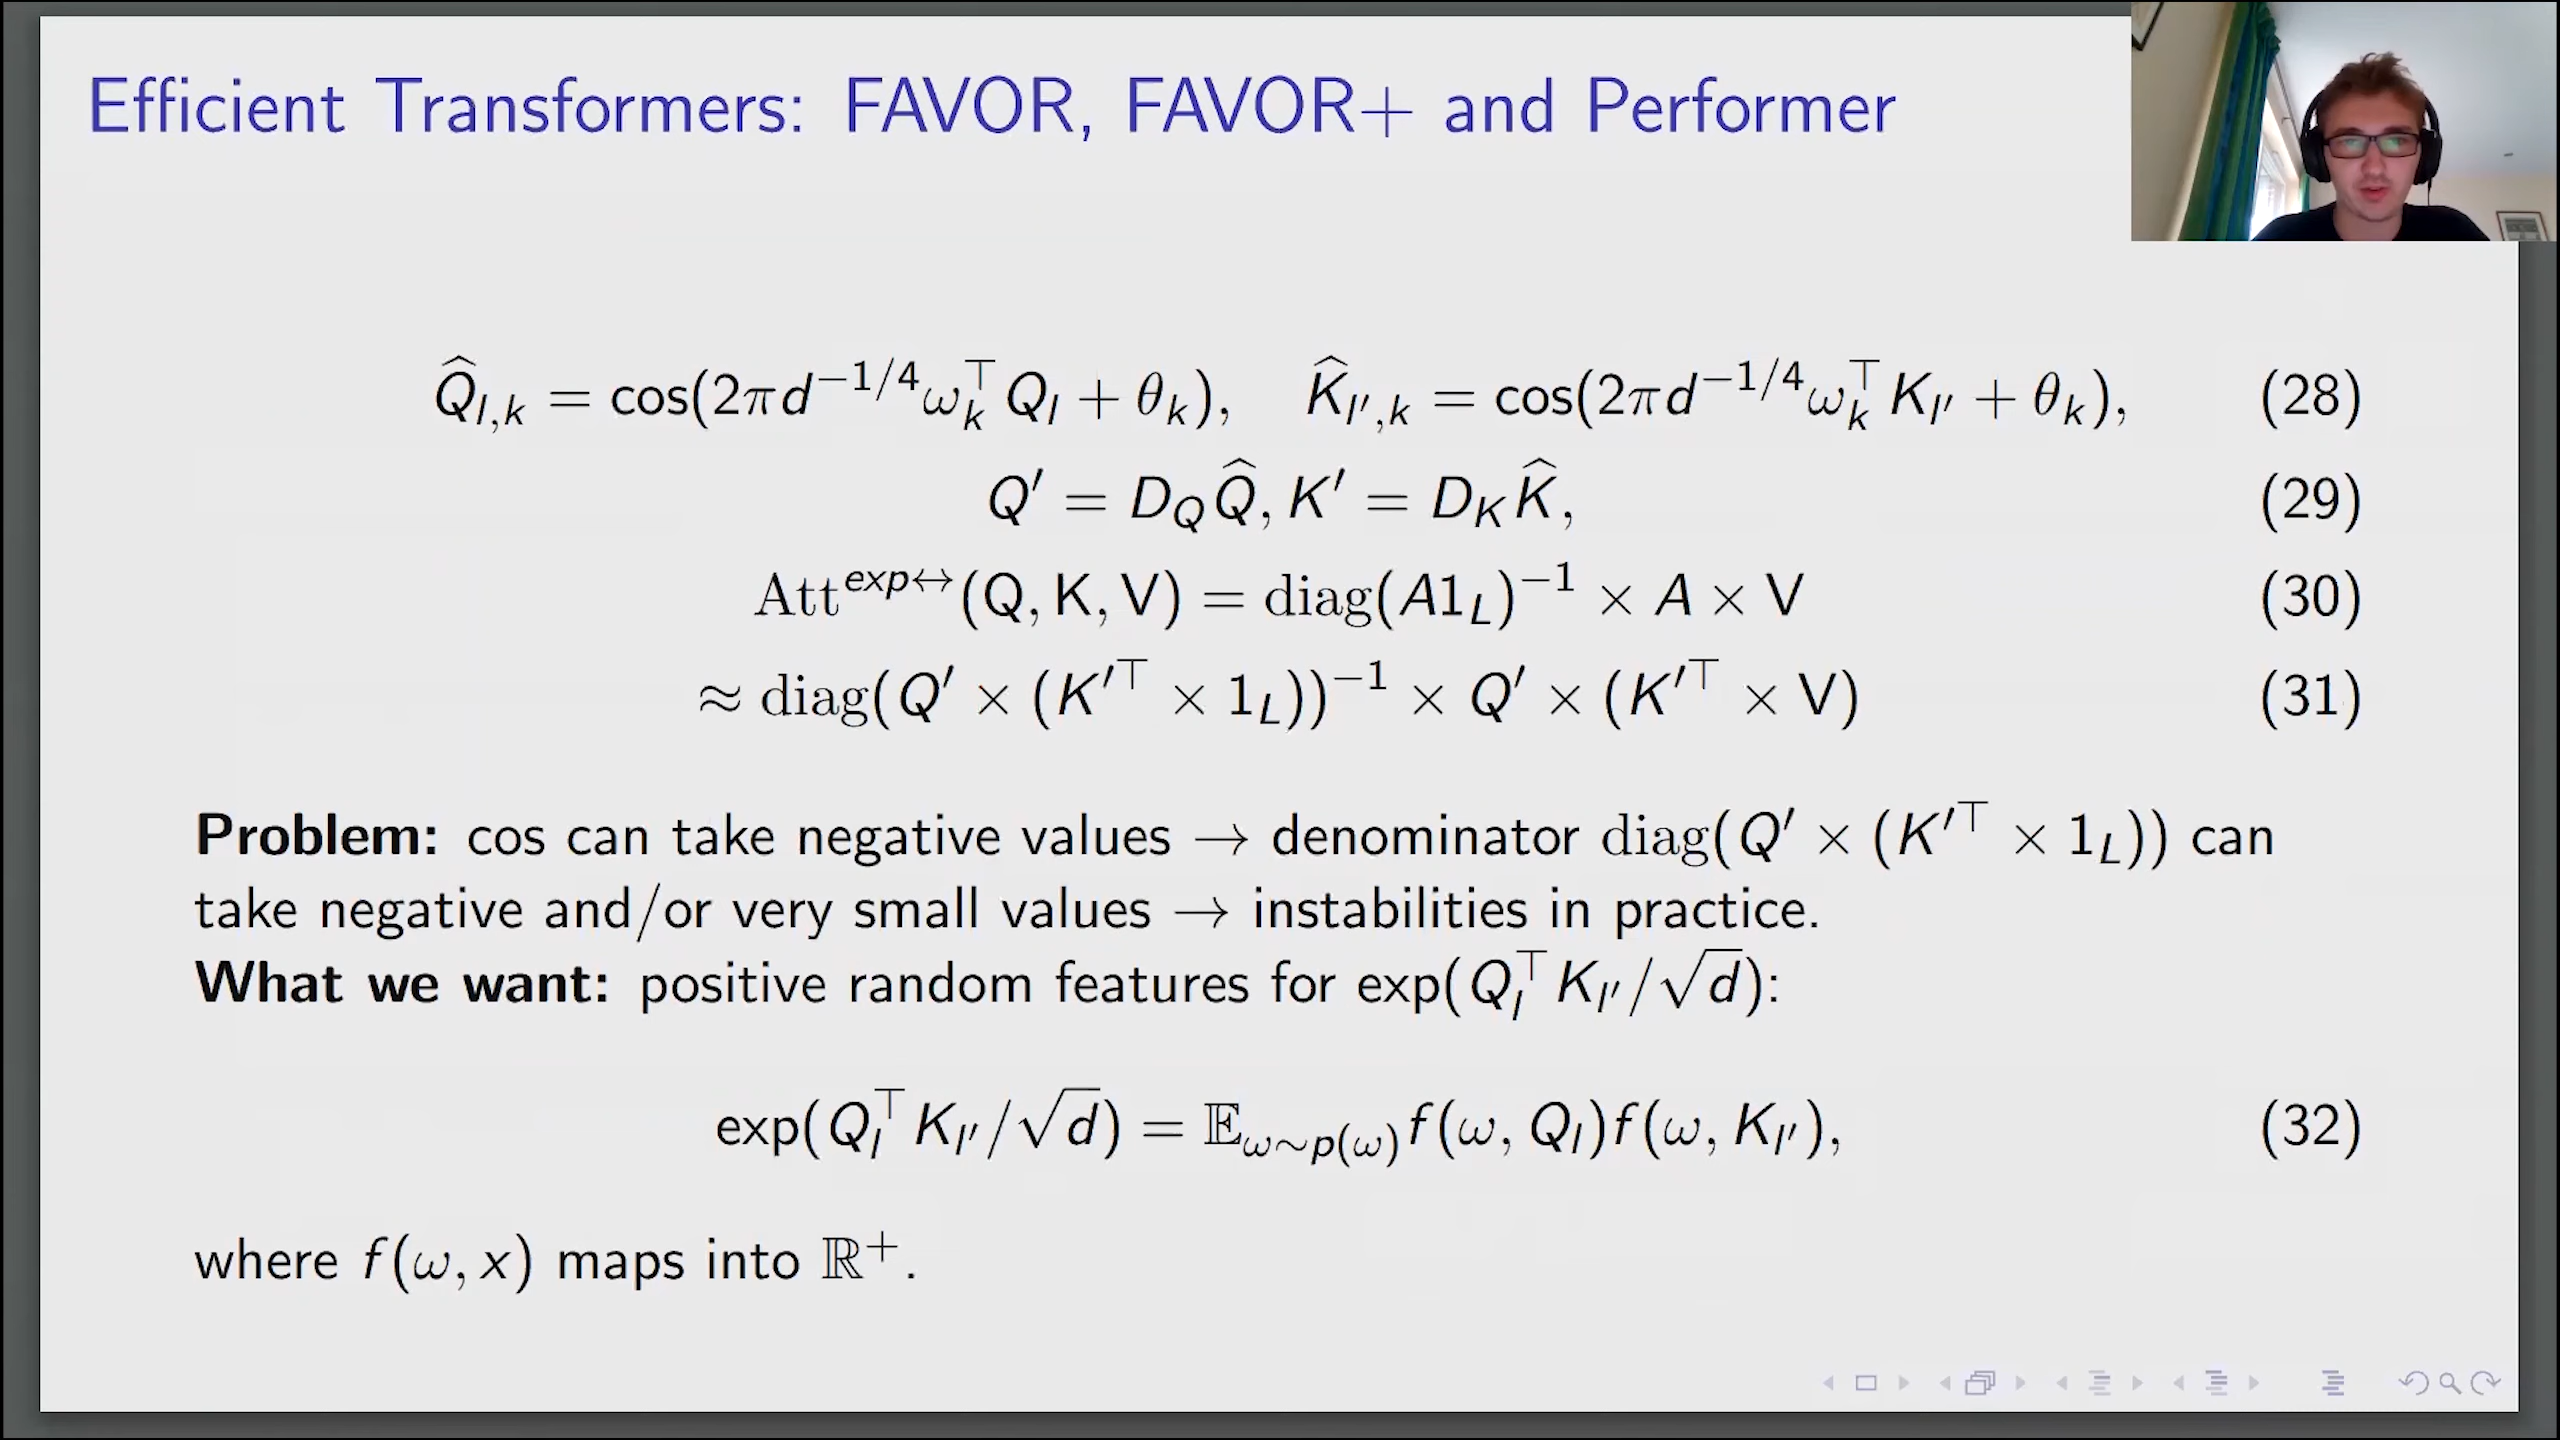 Efficient Transformers: FAVOR, FAVOR+ and Performer
Q̂_{l,k} = cos(2πd^{−1/4}ω_k^⊤Q_l + θ_k), K̂_{l′,k} = cos(2πd^{−1/4}ω_k^⊤K_{l′} + θ_k), (28)
Q′ = D_Q Q̂, K′ = D_K K̂, (29)
Att^{exp↔}(Q, K, V) = diag(A1_L)^{−1} × A × V (30)
≈ diag(Q′ × (K′^⊤ × 1_L))^{−1} × Q′ × (K′^⊤ × V) (31)
Problem: cos can take negative values → denominator diag(Q′ × (K′^⊤ × 1_L)) can
take negative and/or very small values → instabilities in practice.
What we want: positive random features for exp(Q_l^⊤K_{l′}/√d):
exp(Q_l^⊤K_{l′}/√d) = 𝔼_{ω∼p(ω)} f(ω, Q_l)f(ω, K_{l′}), (32)
where f(ω, x) maps into ℝ^+.